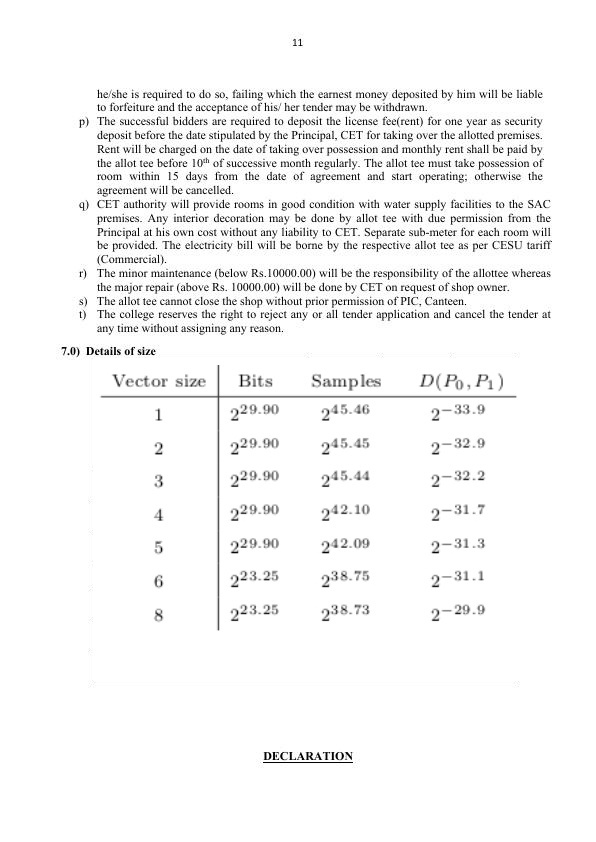 11
he/she is required to do so, failing which the earnest money deposited by him will be liable
to forfeiture and the acceptance of his/ her tender may be withdrawn.
p) The successful bidders are required to deposit the license fee(rent) for one year as security
deposit before the date stipulated by the Principal, CET for taking over the allotted premises.
Rent will be charged on the date of taking over possession and monthly rent shall be paid by
the allot tee before 10th of successive month regularly. The allot tee must take possession of
room within 15 days from the date of agreement and start operating; otherwise the
agreement will be cancelled.
q) CET authority will provide rooms in good condition with water supply facilities to the SAC
premises. Any interior decoration may be done by allot tee with due permission from the
Principal at his own cost without any liability to CET. Separate sub-meter for each room will
be provided. The electricity bill will be borne by the respective allot tee as per CESU tariff
(Commercial).
r) The minor maintenance (below Rs.10000.00) will be the responsibility of the allottee whereas
the major repair (above Rs. 10000.00) will be done by CET on request of shop owner.
s) The allot tee cannot close the shop without prior permission of PIC, Canteen.
t) The college reserves the right to reject any or all tender application and cancel the tender at
any time without assigning any reason.
7.0) Details of size
Vector size Bits Samples D(P0, P1)
1 2^29.90 2^45.46 2^−33.9
2 2^29.90 2^45.45 2^−32.9
3 2^29.90 2^45.44 2^−32.2
4 2^29.90 2^42.10 2^−31.7
5 2^29.90 2^42.09 2^−31.3
6 2^23.25 2^38.75 2^−31.1
8 2^23.25 2^38.73 2^−29.9
DECLARATION